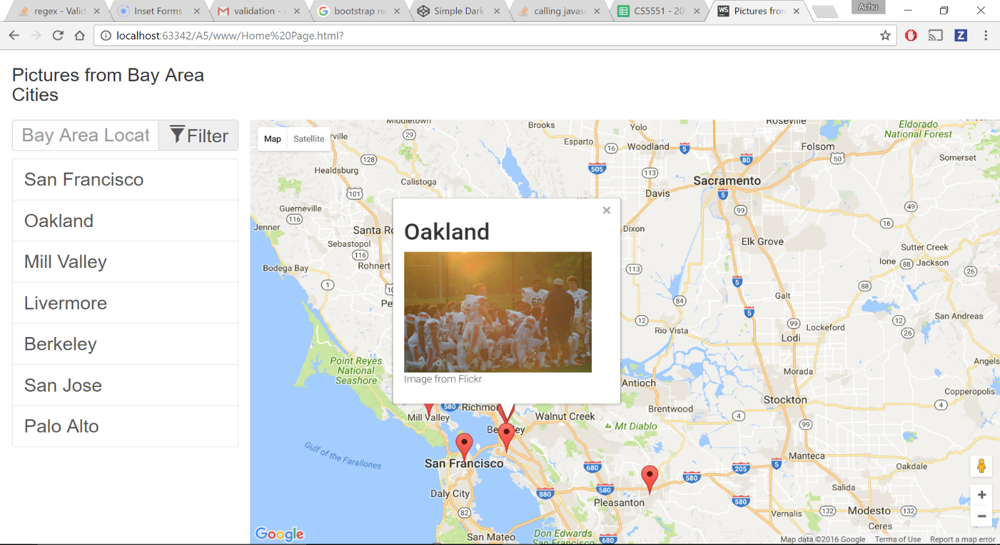 regex - Valid
Inset Forms
validation -
bootstrap re
Simple Dark
calling javasc
CS5551 - 20
Pictures from
Achu
localhost:63342/A5/www/Home%20Page.html?
Pictures from Bay Area
Cities
Bay Area Locat
Filter
San Francisco
Oakland
Mill Valley
Livermore
Berkeley
San Jose
Palo Alto
Map
Satellite
Middletown
Brooks
Yolo
Roseville
Eldorado
National Forest
29
rville
Esparto
16
Woodland
5
Folsom
50
Somerset
128
80
Healdsburg
505
113
Calistoga
Sacramento
101
Davis
5
Guerneville
116
99
49
Jenner
Santa Ro
Dixon
16
Sebastopol
Elk Grove
116
Sutter Creek
Bodega Bay
Rohnert
113
Ione
88
Jackson
26
1
5
88
Galt
84
5
12
Rio Vista
99
Lockeford
12
San Andreas
Lodi
26
Oakland
Image from Flickr
Point Reyes
National
Seashore
Angels
Morada
Antioch
Copperopolis
Stockton
4
580
Richmo
Brentwood
4
Mill Valley
Walnut Creek
99
Mt Diablo
Gulf of the Farallones
San Francisco
Manteca
680
205
5
Oakdale
580
Daly City
880
580
Salida
Pleasanton
580
82
Vernalis
132
Modesto
132
Ceres
Google
San Mateo
Don Edwards
San Francisco
680
Map data ©2016 Google
Terms of Use
Report a map error